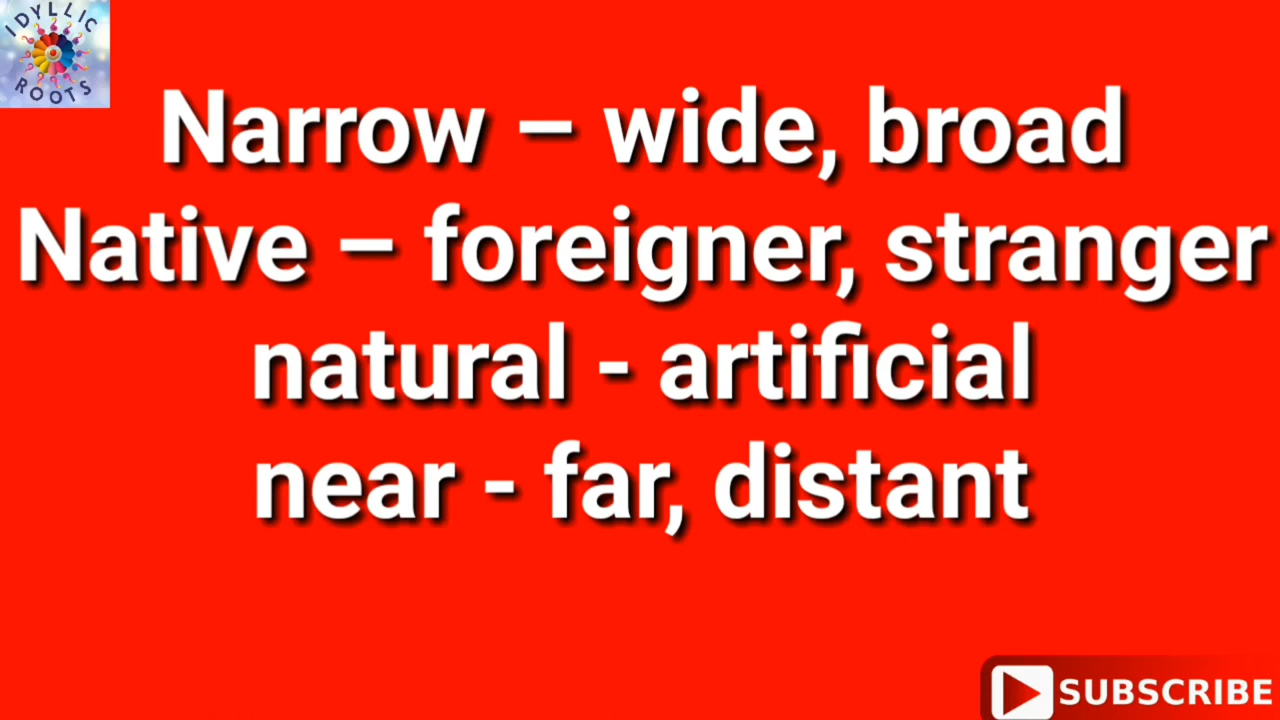 IDYLLIC
ROOTS
Narrow – wide, broad
Native – foreigner, stranger
natural - artificial
near - far, distant
SUBSCRIBE